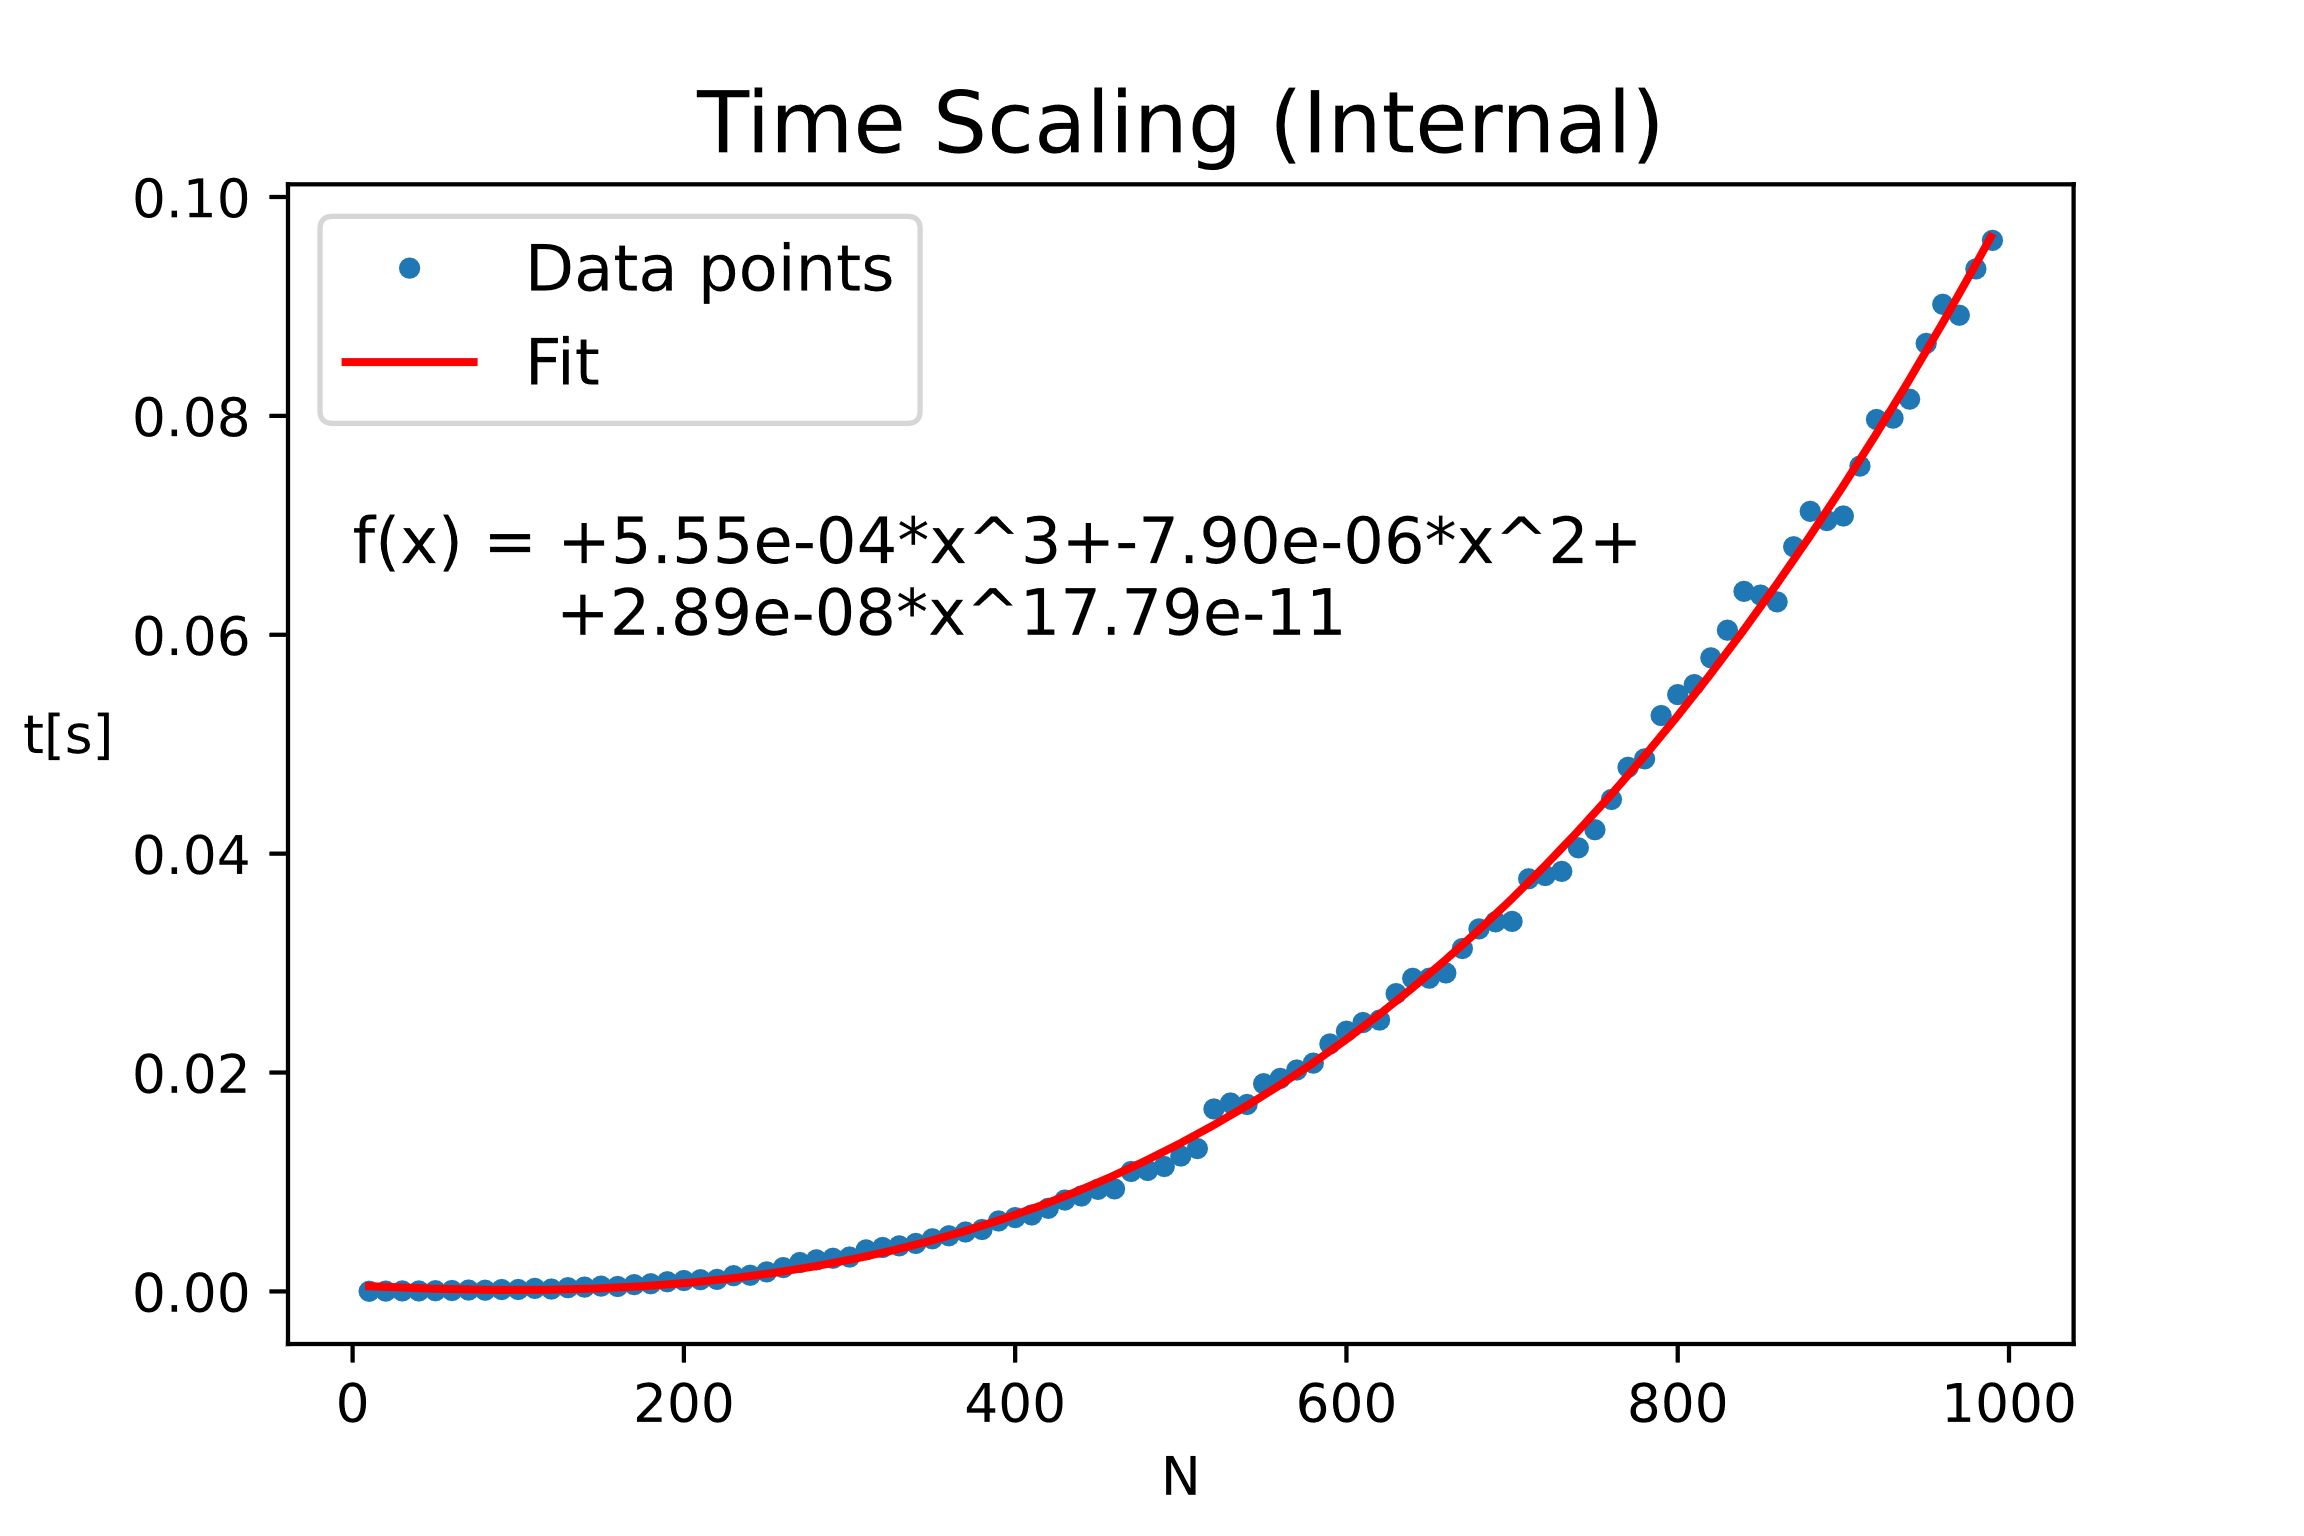 Time Scaling (Internal)
0.10
0.08
0.06
0.04
0.02
0.00
t[s]
Data points
Fit
f(x) = +5.55e-04*x^3+-7.90e-06*x^2+
+2.89e-08*x^17.79e-11
0 200 400 600 800 1000
N